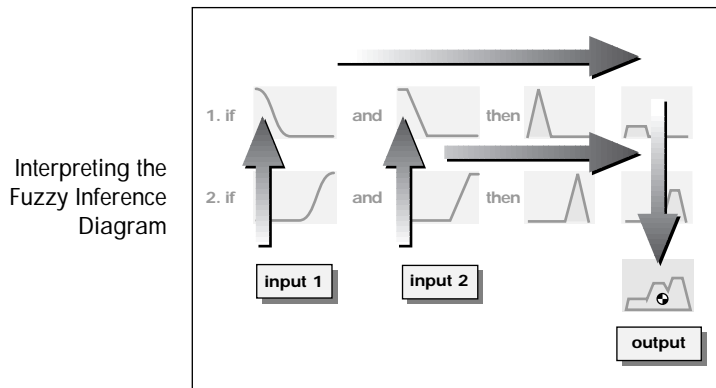 Interpreting the
Fuzzy Inference
Diagram
1. if and then
2. if and then
input 1 input 2
output